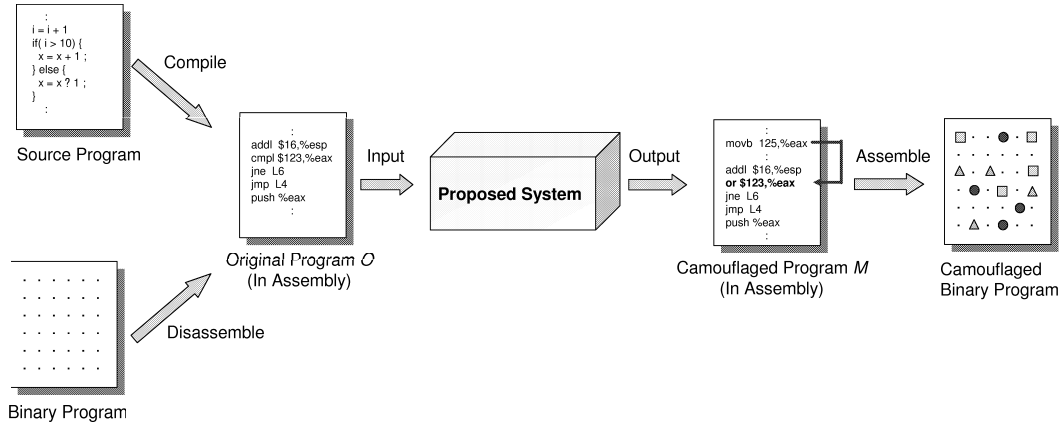 :
i = i + 1
if( i > 10) {
x = x + 1 ;
} else {
x = x ? 1 ;
}
:
Source Program
Compile
Binary Program
Disassemble
:
addl $16,%esp
cmpl $123,%eax
jne L6
jmp L4
push %eax
:
Original Program O
(In Assembly)
Input
Proposed System
Output
:
movb 125,%eax
:
addl $16,%esp
or $123,%eax
jne L6
jmp L4
push %eax
:
Camouflaged Program M
(In Assembly)
Assemble
Camouflaged
Binary Program